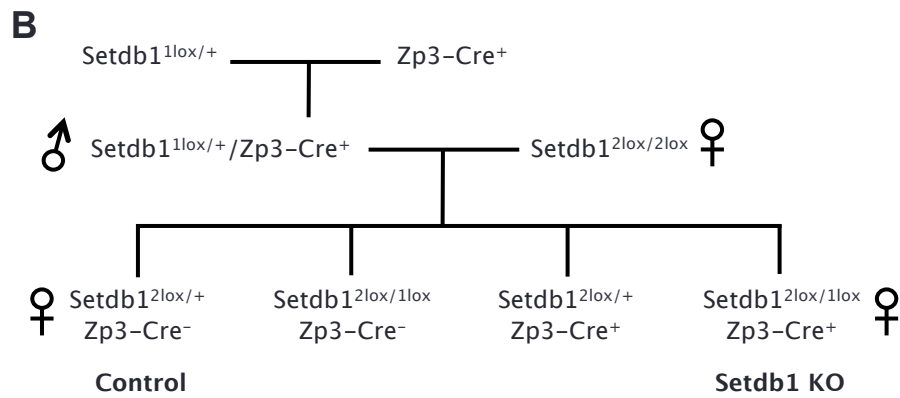 B
Setdb1^1lox/+ Zp3-Cre^+
♂ Setdb1^1lox/+/Zp3-Cre^+ Setdb1^2lox/2lox ♀
♀ Setdb1^2lox/+ Setdb1^2lox/1lox Setdb1^2lox/+ Setdb1^2lox/1lox ♀
Zp3-Cre^- Zp3-Cre^- Zp3-Cre^+ Zp3-Cre^+
Control Setdb1 KO